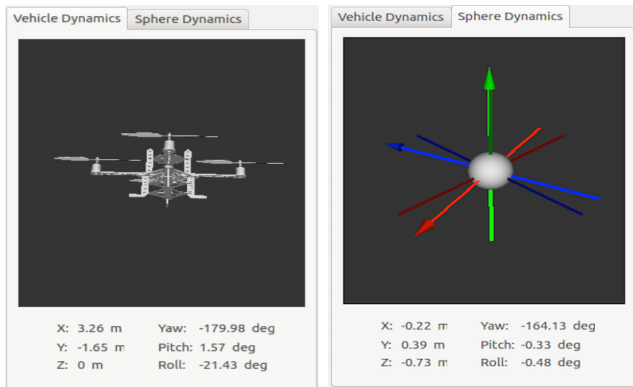 Vehicle Dynamics Sphere Dynamics
X: 3.26 m Yaw: -179.98 deg
Y: -1.65 m Pitch: 1.57 deg
Z: 0 m Roll: -21.43 deg
Vehicle Dynamics Sphere Dynamics
X: -0.22 m Yaw: -164.13 deg
Y: 0.39 m Pitch: -0.33 deg
Z: -0.73 m Roll: -0.48 deg